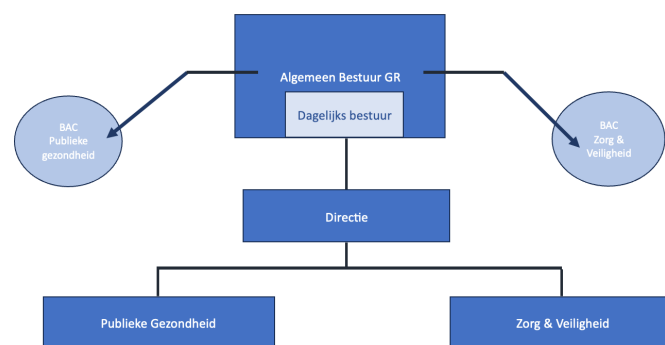 Algemeen Bestuur GR
Dagelijks bestuur
BAC
Publieke
gezondheid
BAC
Zorg &
Veiligheid
Directie
Publieke Gezondheid
Zorg & Veiligheid